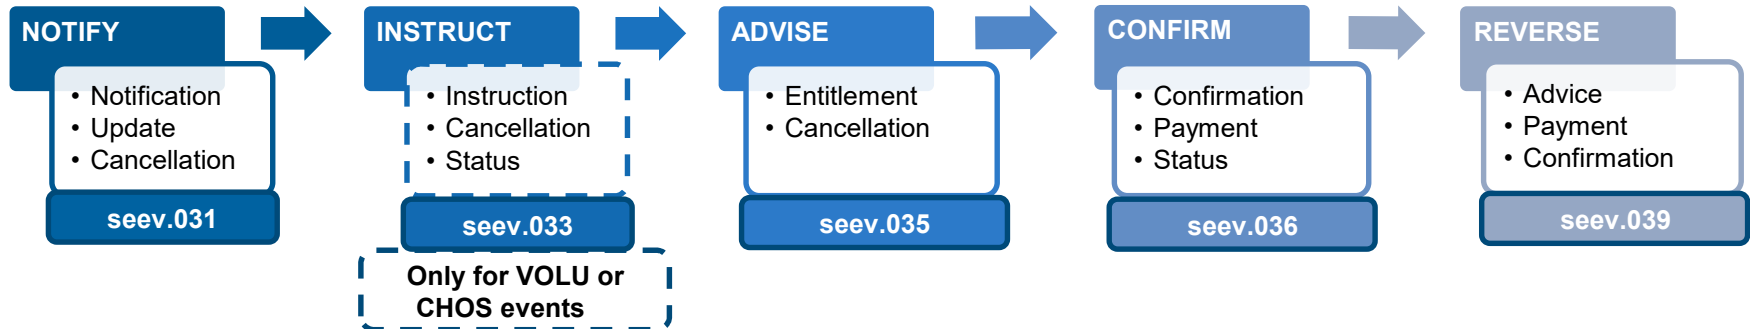 NOTIFY
• Notification
• Update
• Cancellation
seev.031
INSTRUCT
• Instruction
• Cancellation
• Status
seev.033
Only for VOLU or
CHOS events
ADVISE
• Entitlement
• Cancellation
seev.035
CONFIRM
• Confirmation
• Payment
• Status
seev.036
REVERSE
• Advice
• Payment
• Confirmation
seev.039